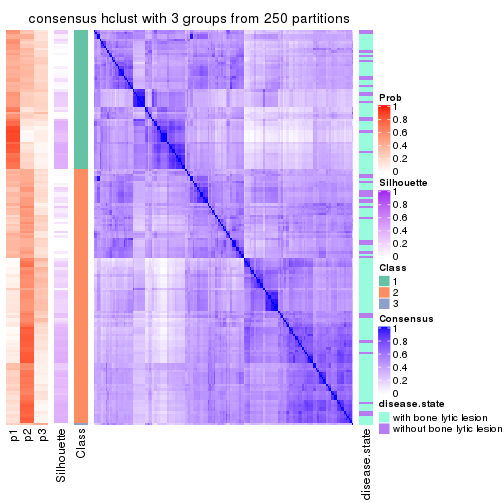 consensus hclust with 3 groups from 250 partitions
Prob
1
0.8
0.6
0.4
0.2
0
Silhouette
1
0.8
0.6
0.4
0.2
0
Class
1
2
3
Consensus
1
0.8
0.6
0.4
0.2
0
disease.state
with bone lytic lesion
without bone lytic lesion
p1
p2
p3
Silhouette
Class
disease.state